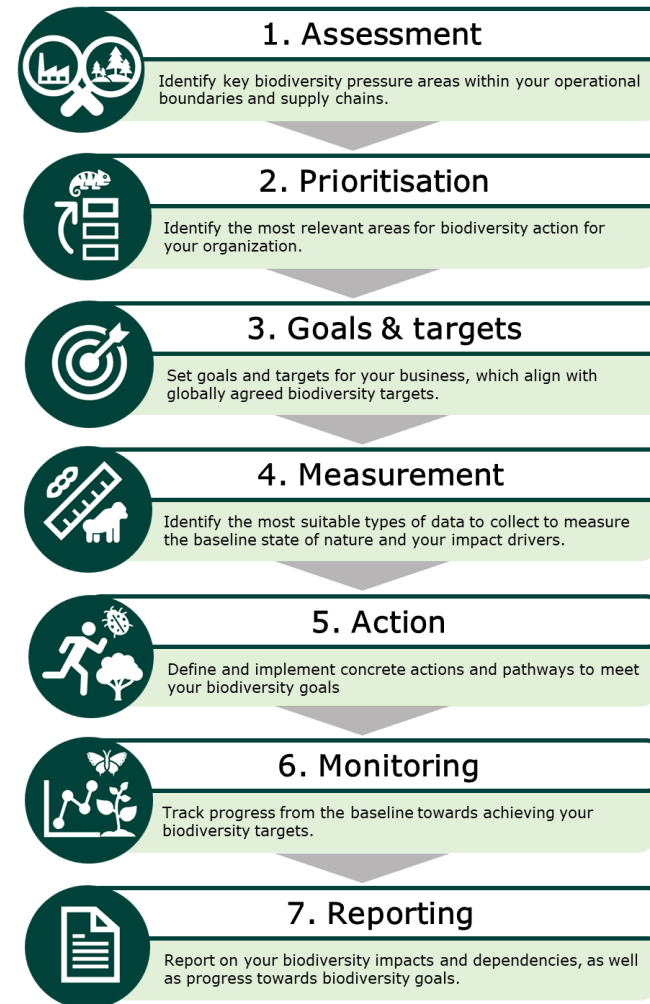 1. Assessment
Identify key biodiversity pressure areas within your operational
boundaries and supply chains.
2. Prioritisation
Identify the most relevant areas for biodiversity action for
your organization.
3. Goals & targets
Set goals and targets for your business, which align with
globally agreed biodiversity targets.
4. Measurement
Identify the most suitable types of data to collect to measure
the baseline state of nature and your impact drivers.
5. Action
Define and implement concrete actions and pathways to meet
your biodiversity goals
6. Monitoring
Track progress from the baseline towards achieving your
biodiversity targets.
7. Reporting
Report on your biodiversity impacts and dependencies, as well
as progress towards biodiversity goals.